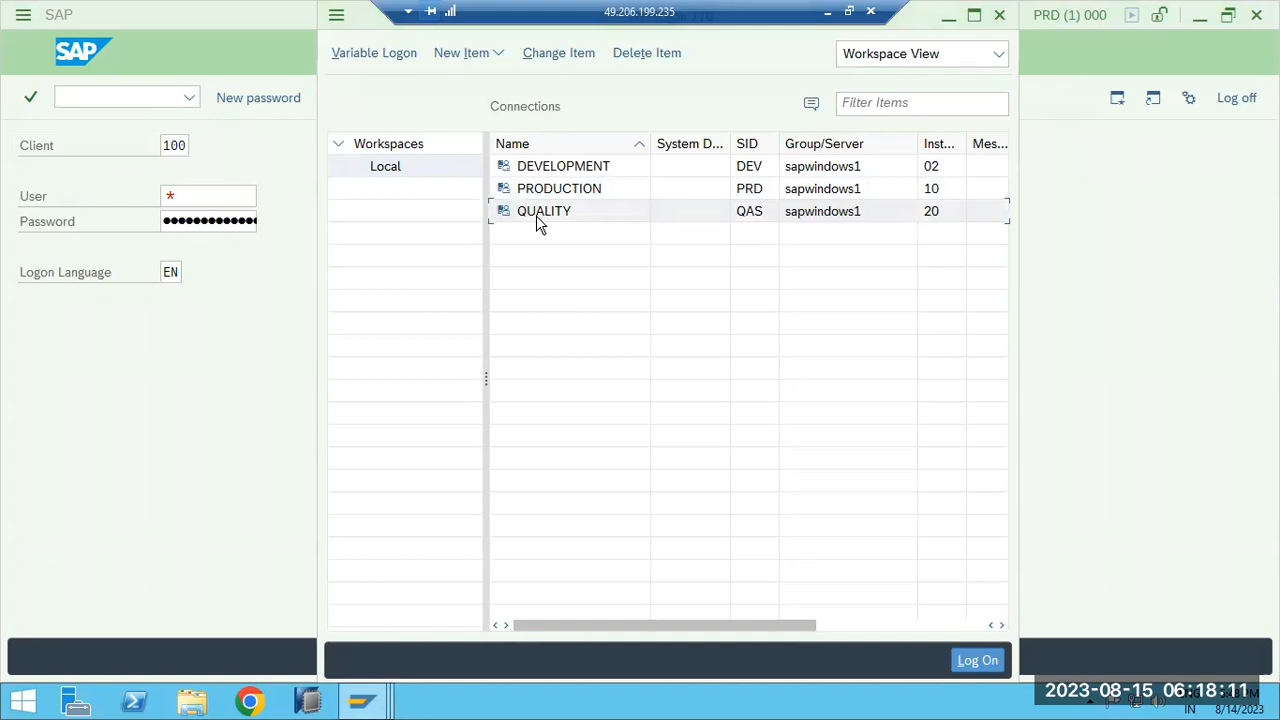 SAP
49.206.199.235
PRD (1) 000
SAP
Variable Logon New Item Change Item Delete Item
Workspace View
New password
Log off
Connections
Filter Items
Client 100
Workspaces
Name System D... SID Group/Server Inst... Mes...
Local
DEVELOPMENT DEV sapwindows1 02
User *
PRODUCTION PRD sapwindows1 10
Password
QUALITY QAS sapwindows1 20
Logon Language EN
Log On
2023-08-15 06:18:11
IN 8/14/2023